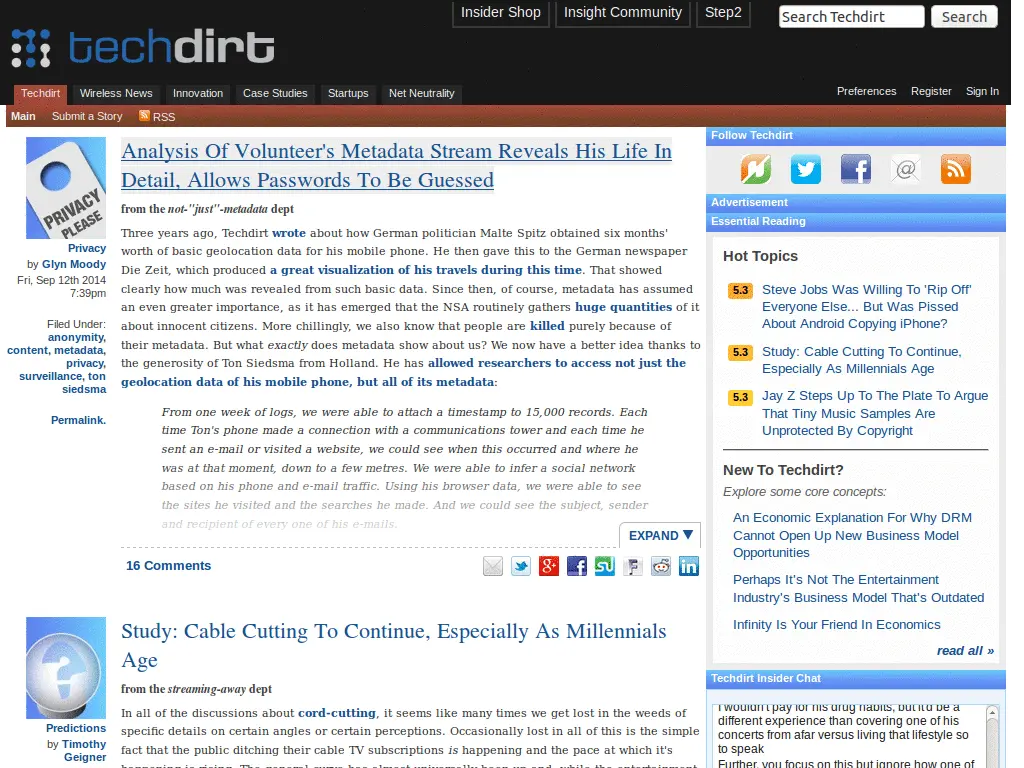 Insider Shop
Insight Community
Step2
Search Techdirt
Search
techdirt
Techdirt
Wireless News
Innovation
Case Studies
Startups
Net Neutrality
Preferences
Register
Sign In
Main
Submit a Story
RSS
PRIVACY
PLEASE
Privacy
by Glyn Moody
Fri, Sep 12th 2014
7:39pm
Filed Under:
anonymity,
content, metadata,
privacy,
surveillance, ton
siedsma
Permalink.
Analysis Of Volunteer's Metadata Stream Reveals His Life In
Detail, Allows Passwords To Be Guessed
from the not-"just"-metadata dept
Three years ago, Techdirt wrote about how German politician Malte Spitz obtained six months'
worth of basic geolocation data for his mobile phone. He then gave this to the German newspaper
Die Zeit, which produced a great visualization of his travels during this time. That showed
clearly how much was revealed from such basic data. Since then, of course, metadata has assumed
an even greater importance, as it has emerged that the NSA routinely gathers huge quantities of it
about innocent citizens. More chillingly, we also know that people are killed purely because of
their metadata. But what exactly does metadata show about us? We now have a better idea thanks to
the generosity of Ton Siedsma from Holland. He has allowed researchers to access not just the
geolocation data of his mobile phone, but all of its metadata:
From one week of logs, we were able to attach a timestamp to 15,000 records. Each
time Ton's phone made a connection with a communications tower and each time he
sent an e-mail or visited a website, we could see when this occurred and where he
was at that moment, down to a few metres. We were able to infer a social network
based on his phone and e-mail traffic. Using his browser data, we were able to see
the sites he visited and the searches he made. And we could see the subject, sender
and recipient of every one of his e-mails.
EXPAND
16 Comments
Predictions
by Timothy
Geigner
Study: Cable Cutting To Continue, Especially As Millennials
Age
from the streaming-away dept
In all of the discussions about cord-cutting, it seems like many times we get lost in the weeds of
specific details on certain angles or certain perceptions. Occasionally lost in all of this is the simple
fact that the public ditching their cable TV subscriptions is happening and the pace at which it's
Follow Techdirt
Advertisement
Essential Reading
Hot Topics
5.3 Steve Jobs Was Willing To 'Rip Off'
Everyone Else... But Was Pissed
About Android Copying iPhone?
5.3 Study: Cable Cutting To Continue,
Especially As Millennials Age
5.3 Jay Z Steps Up To The Plate To Argue
That Tiny Music Samples Are
Unprotected By Copyright
New To Techdirt?
Explore some core concepts:
An Economic Explanation For Why DRM
Cannot Open Up New Business Model
Opportunities
Perhaps It's Not The Entertainment
Industry's Business Model That's Outdated
Infinity Is Your Friend In Economics
read all »
Techdirt Insider Chat
I wouldn't pay for his drug habits, but it'd be a
different experience than covering one of his
concerts from afar versus living that lifestyle so
to speak
Further, you focus on this but ignore how one of